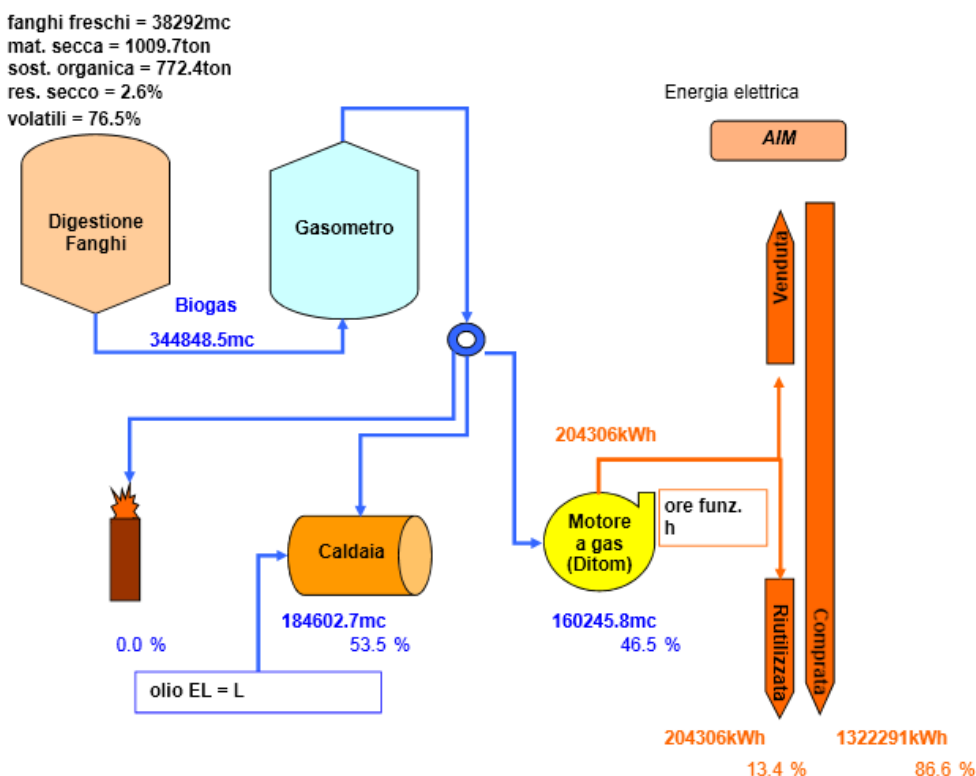 fanghi freschi = 38292mc
mat. secca = 1009.7ton
sost. organica = 772.4ton
res. secco = 2.6%
volatili = 76.5%
Energia elettrica
AIM
Digestione
Fanghi
Gasometro
Venduta
Biogas
344848.5mc
204306kWh
ore funz.
h
Motore
a gas
(Ditom)
Caldaia
Riutilizzata
Comprata
184602.7mc
160245.8mc
0.0 %
53.5 %
46.5 %
olio EL = L
204306kWh
1322291kWh
13.4 %
86.6 %